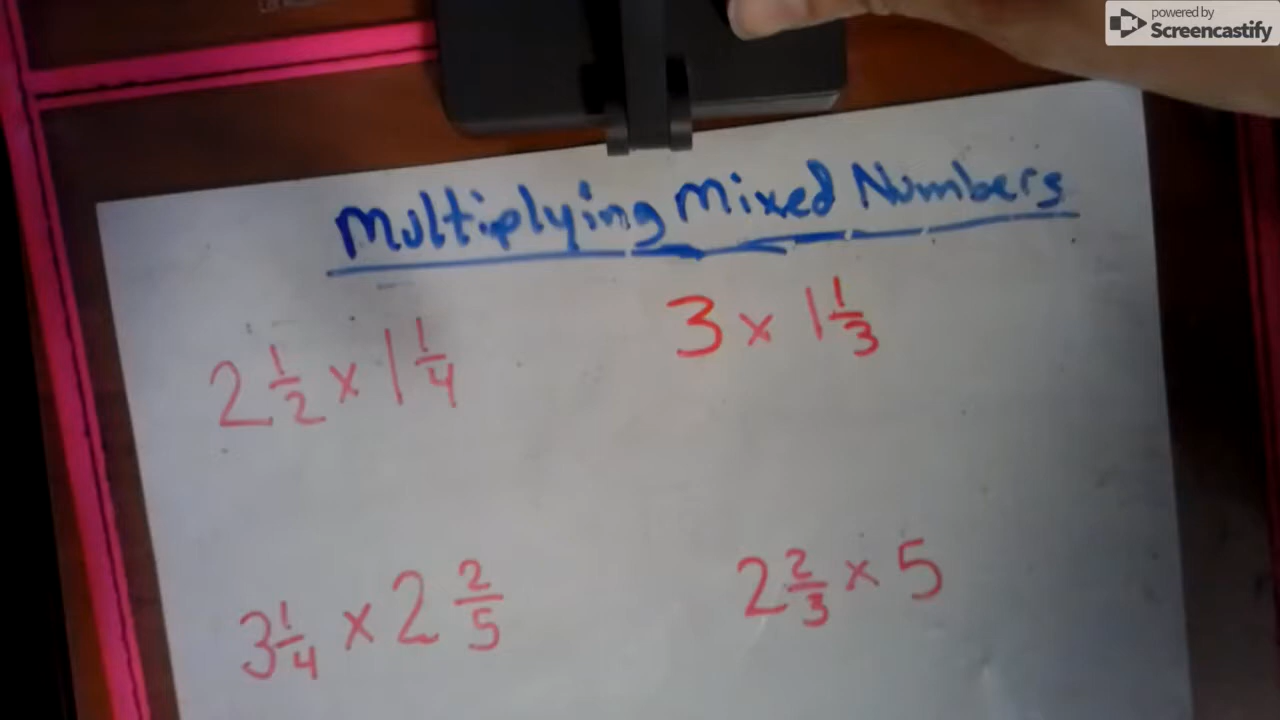 powered by
Screencastify
Multiplying Mixed Numbers
2 1/2 x 1 1/4
3 x 1 1/3
3 1/4 x 2 2/5
2 2/3 x 5